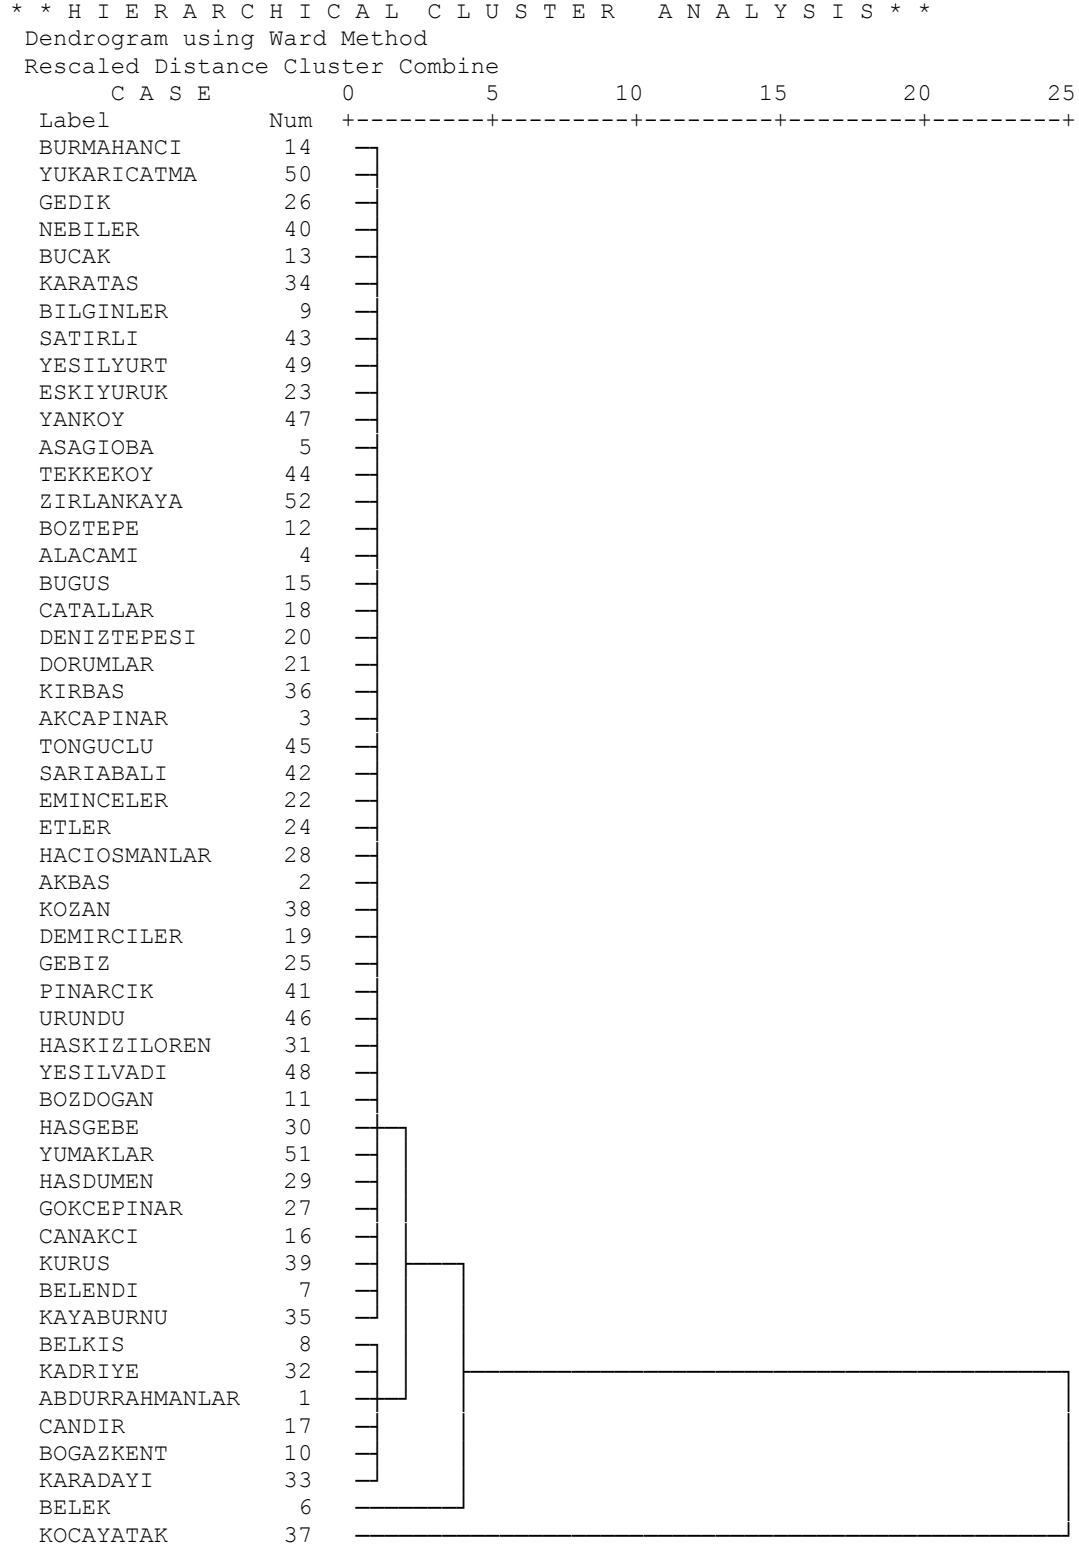 * * H I E R A R C H I C A L   C L U S T E R   A N A L Y S I S * *
Dendrogram using Ward Method
Rescaled Distance Cluster Combine
C A S E 0 5 10 15 20 25
Label Num +---------+---------+---------+---------+---------+
BURMAHANCI 14
YUKARICATMA 50
GEDIK 26
NEBILER 40
BUCAK 13
KARATAS 34
BILGINLER 9
SATIRLI 43
YESILYURT 49
ESKIYURUK 23
YANKOY 47
ASAGIOBA 5
TEKKEKOY 44
ZIRLANKAYA 52
BOZTEPE 12
ALACAMI 4
BUGUS 15
CATALLAR 18
DENIZTEPESI 20
DORUMLAR 21
KIRBAS 36
AKCAPINAR 3
TONGUCLU 45
SARIABALI 42
EMINCELER 22
ETLER 24
HACIOSMANLAR 28
AKBAS 2
KOZAN 38
DEMIRCILER 19
GEBIZ 25
PINARCIK 41
URUNDU 46
HASKIZILOREN 31
YESILVADI 48
BOZDOGAN 11
HASGEBE 30
YUMAKLAR 51
HASDUMEN 29
GOKCEPINAR 27
CANAKCI 16
KURUS 39
BELENDI 7
KAYABURNU 35
BELKIS 8
KADRIYE 32
ABDURRAHMANLAR 1
CANDIR 17
BOGAZKENT 10
KARADAYI 33
BELEK 6
KOCAYATAK 37